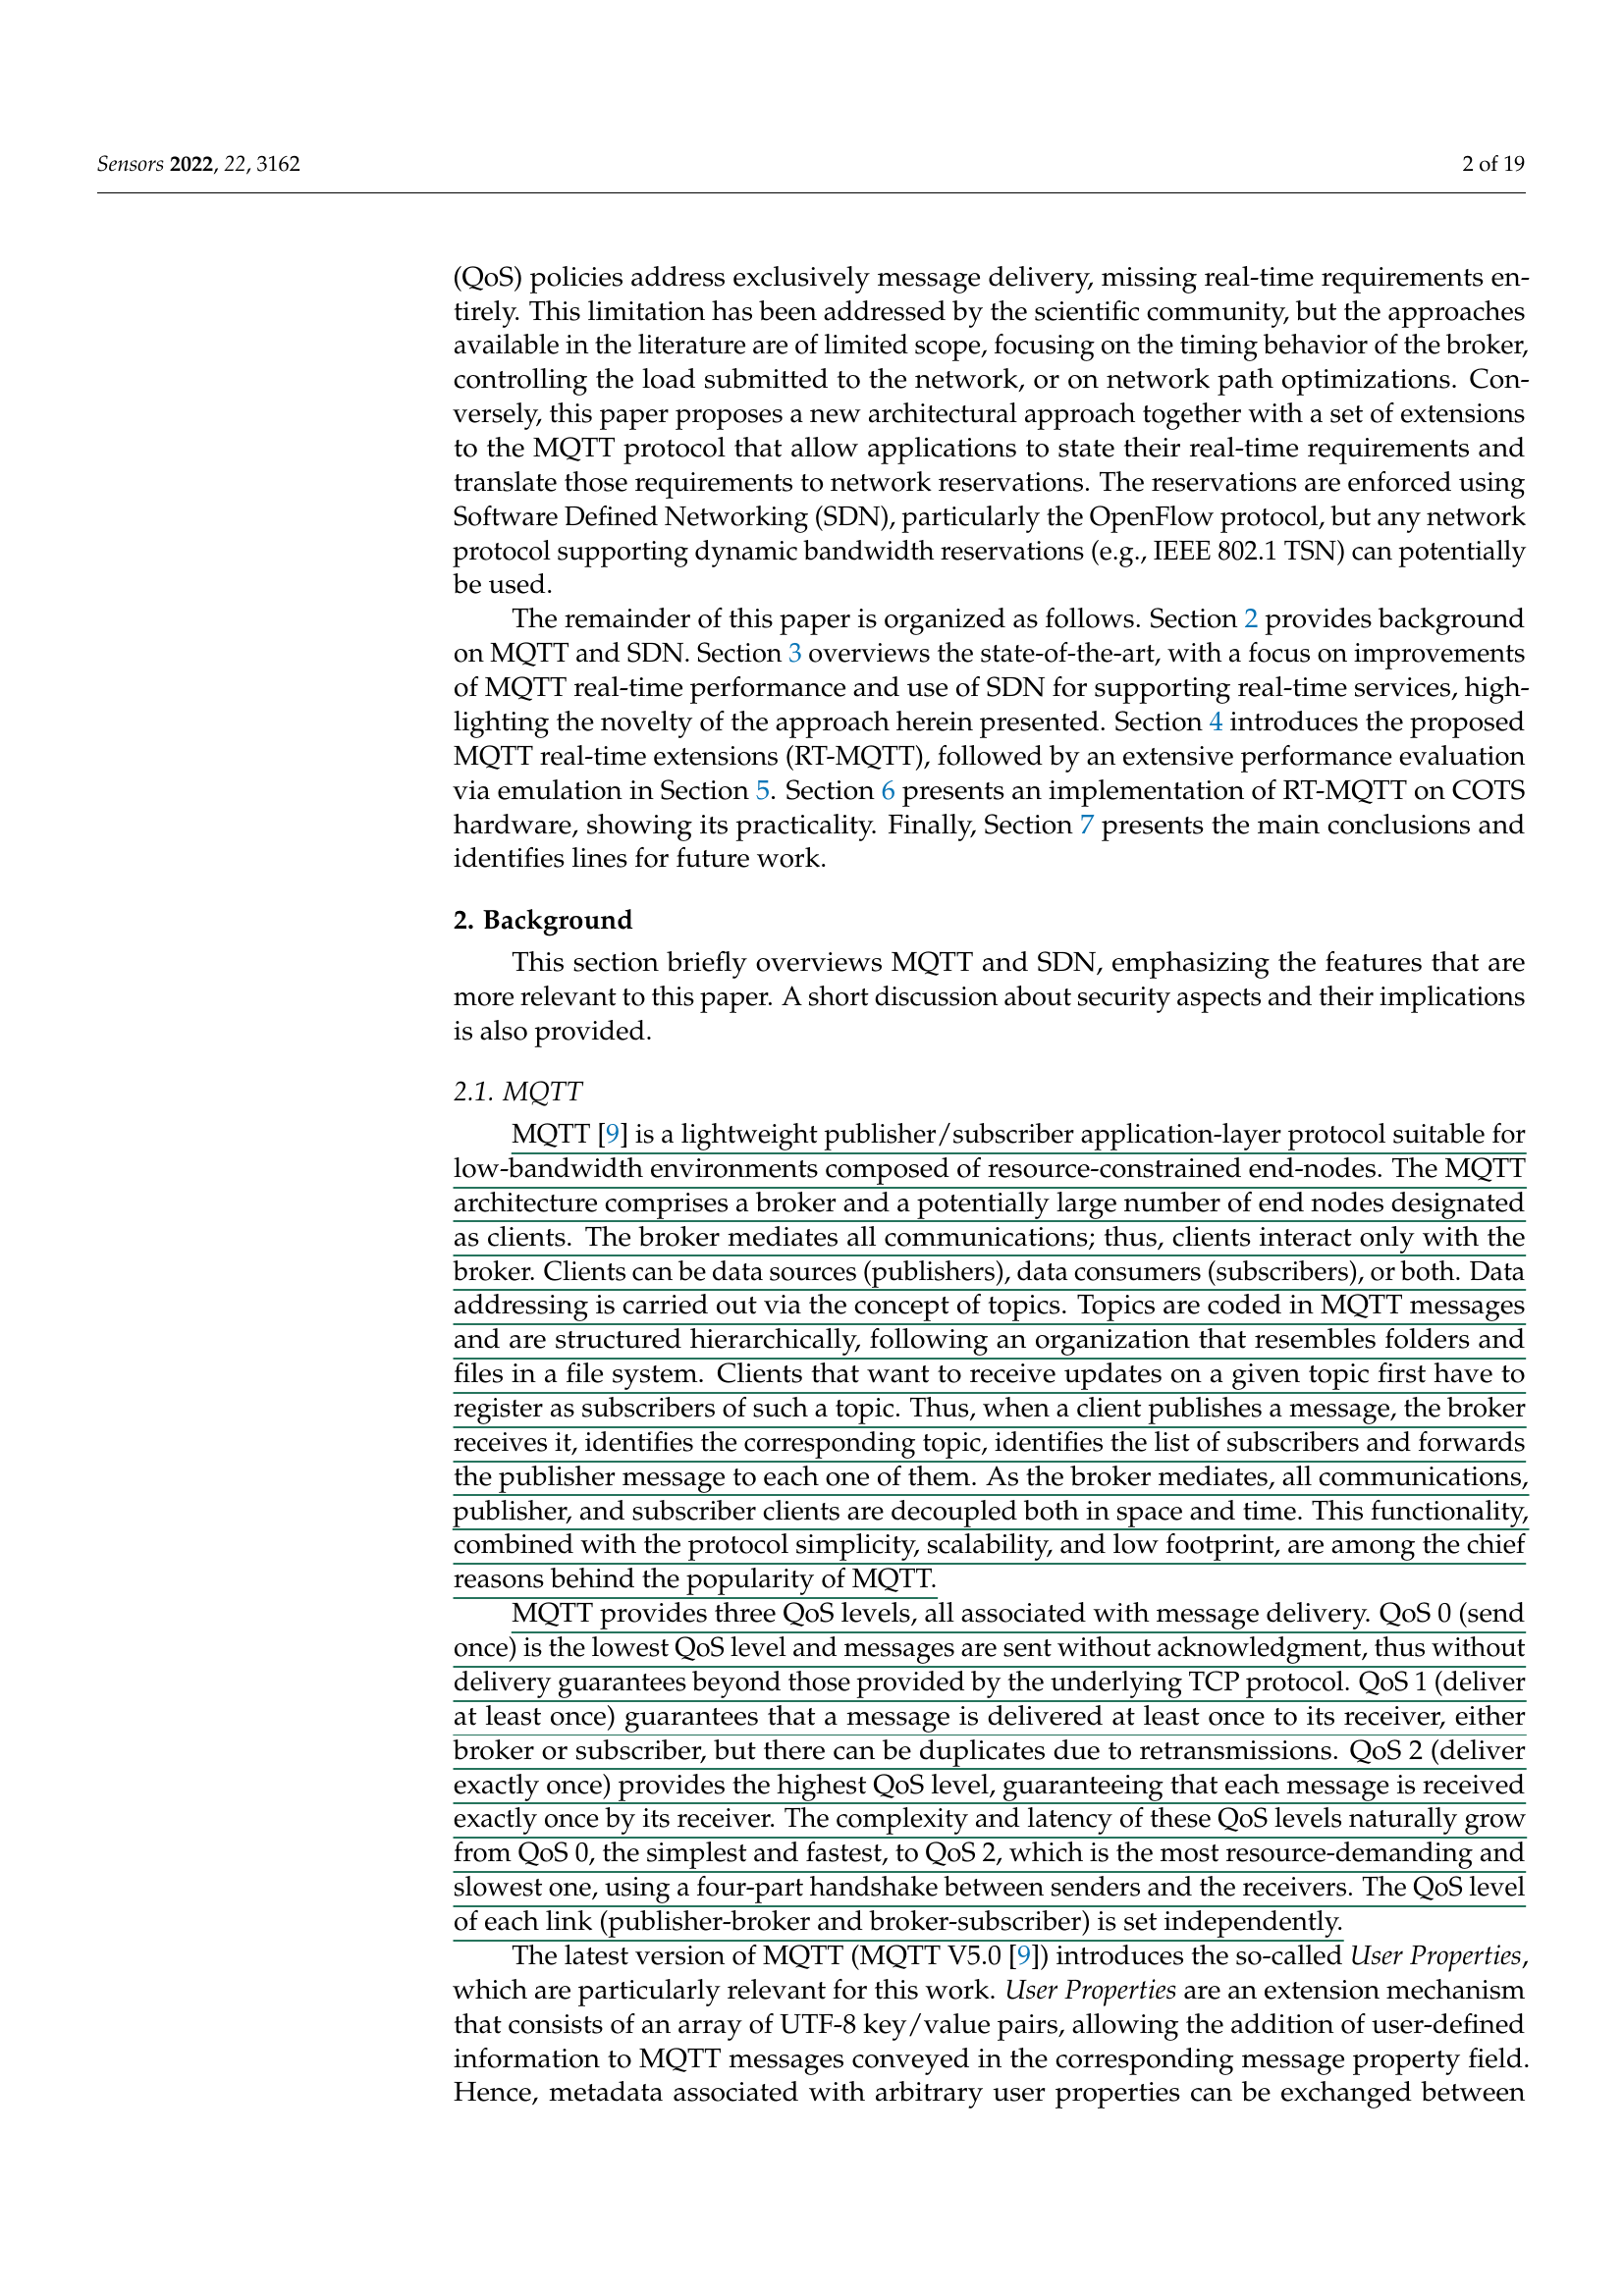 Sensors 2022, 22, 3162
2 of 19
(QoS) policies address exclusively message delivery, missing real-time requirements en-
tirely. This limitation has been addressed by the scientific community, but the approaches
available in the literature are of limited scope, focusing on the timing behavior of the broker,
controlling the load submitted to the network, or on network path optimizations. Con-
versely, this paper proposes a new architectural approach together with a set of extensions
to the MQTT protocol that allow applications to state their real-time requirements and
translate those requirements to network reservations. The reservations are enforced using
Software Defined Networking (SDN), particularly the OpenFlow protocol, but any network
protocol supporting dynamic bandwidth reservations (e.g., IEEE 802.1 TSN) can potentially
be used.
The remainder of this paper is organized as follows. Section 2 provides background
on MQTT and SDN. Section 3 overviews the state-of-the-art, with a focus on improvements
of MQTT real-time performance and use of SDN for supporting real-time services, high-
lighting the novelty of the approach herein presented. Section 4 introduces the proposed
MQTT real-time extensions (RT-MQTT), followed by an extensive performance evaluation
via emulation in Section 5. Section 6 presents an implementation of RT-MQTT on COTS
hardware, showing its practicality. Finally, Section 7 presents the main conclusions and
identifies lines for future work.
2. Background
This section briefly overviews MQTT and SDN, emphasizing the features that are
more relevant to this paper. A short discussion about security aspects and their implications
is also provided.
2.1. MQTT
MQTT [9] is a lightweight publisher/subscriber application-layer protocol suitable for
low-bandwidth environments composed of resource-constrained end-nodes. The MQTT
architecture comprises a broker and a potentially large number of end nodes designated
as clients. The broker mediates all communications; thus, clients interact only with the
broker. Clients can be data sources (publishers), data consumers (subscribers), or both. Data
addressing is carried out via the concept of topics. Topics are coded in MQTT messages
and are structured hierarchically, following an organization that resembles folders and
files in a file system. Clients that want to receive updates on a given topic first have to
register as subscribers of such a topic. Thus, when a client publishes a message, the broker
receives it, identifies the corresponding topic, identifies the list of subscribers and forwards
the publisher message to each one of them. As the broker mediates, all communications,
publisher, and subscriber clients are decoupled both in space and time. This functionality,
combined with the protocol simplicity, scalability, and low footprint, are among the chief
reasons behind the popularity of MQTT.
MQTT provides three QoS levels, all associated with message delivery. QoS 0 (send
once) is the lowest QoS level and messages are sent without acknowledgment, thus without
delivery guarantees beyond those provided by the underlying TCP protocol. QoS 1 (deliver
at least once) guarantees that a message is delivered at least once to its receiver, either
broker or subscriber, but there can be duplicates due to retransmissions. QoS 2 (deliver
exactly once) provides the highest QoS level, guaranteeing that each message is received
exactly once by its receiver. The complexity and latency of these QoS levels naturally grow
from QoS 0, the simplest and fastest, to QoS 2, which is the most resource-demanding and
slowest one, using a four-part handshake between senders and the receivers. The QoS level
of each link (publisher-broker and broker-subscriber) is set independently.
The latest version of MQTT (MQTT V5.0 [9]) introduces the so-called User Properties,
which are particularly relevant for this work. User Properties are an extension mechanism
that consists of an array of UTF-8 key/value pairs, allowing the addition of user-defined
information to MQTT messages conveyed in the corresponding message property field.
Hence, metadata associated with arbitrary user properties can be exchanged between